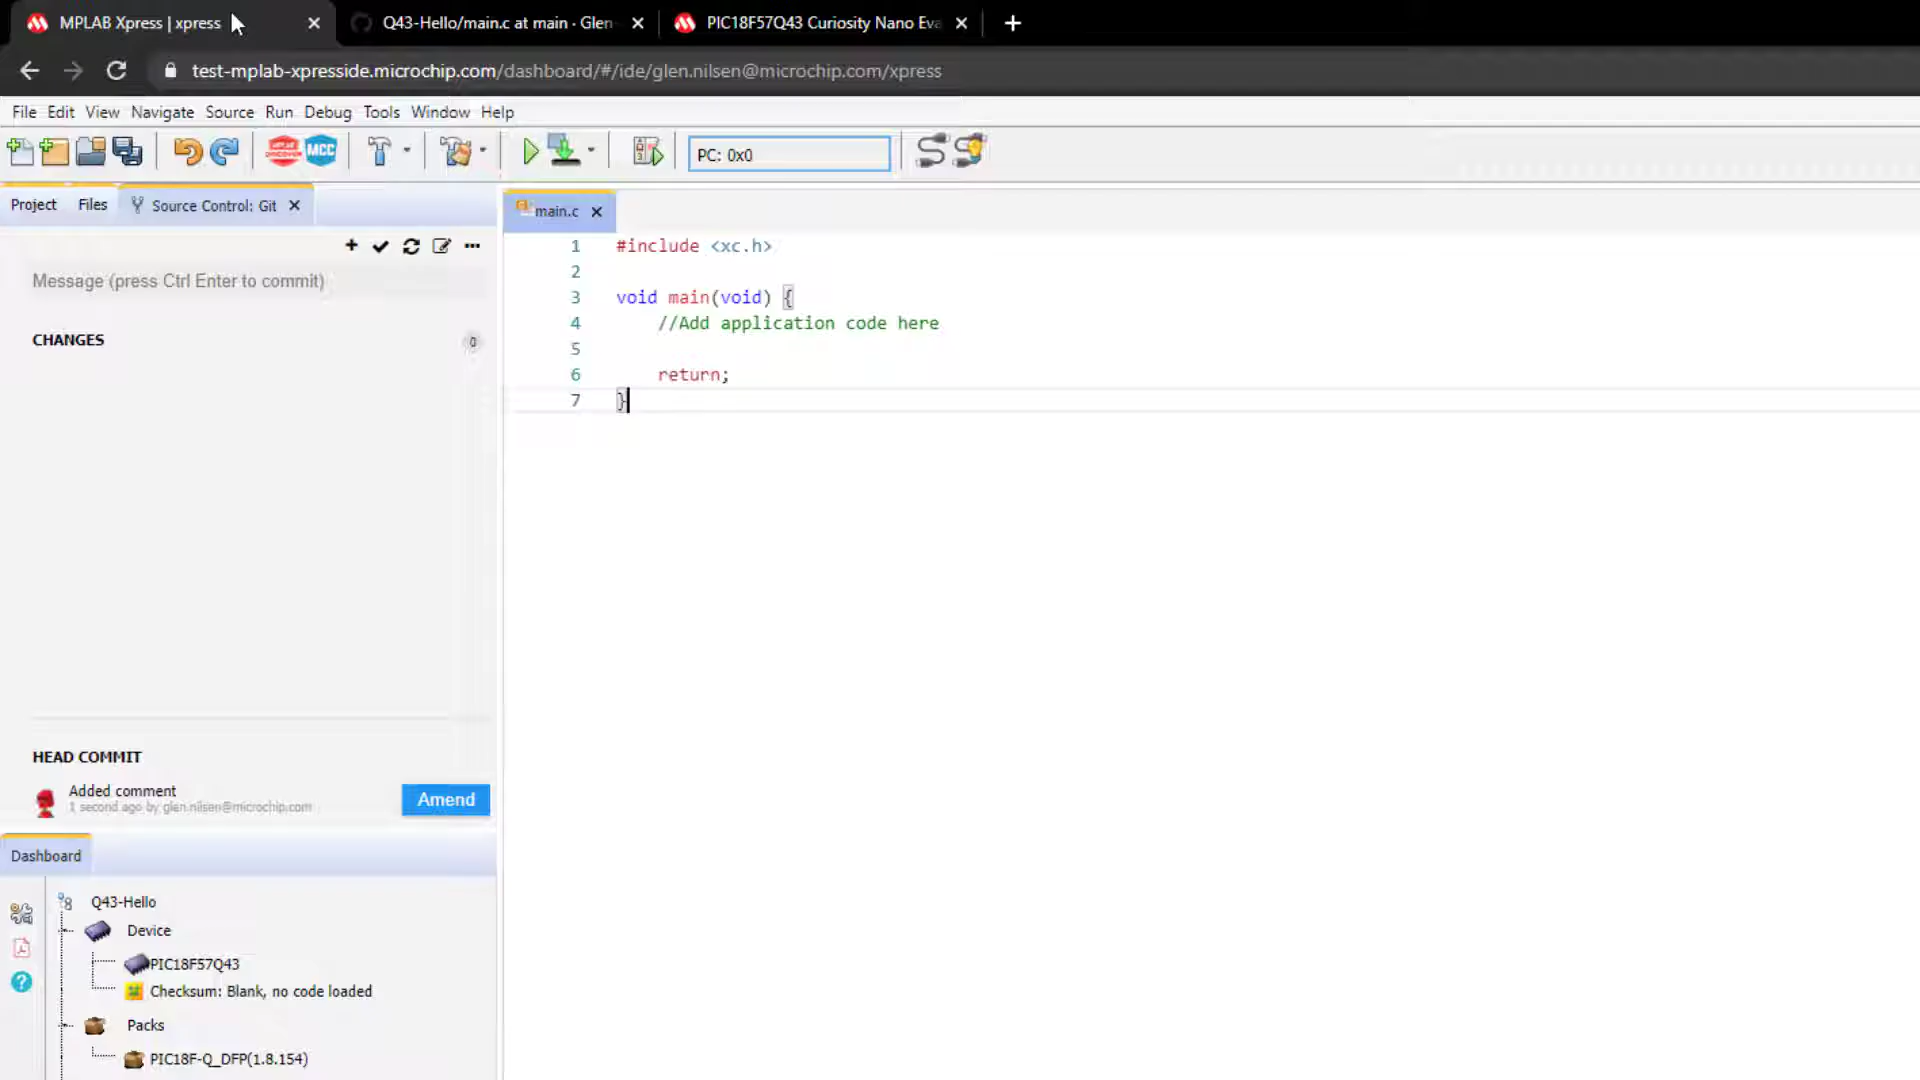 MPLAB Xpress | xpress
Q43-Hello/main.c at main · Glen
PIC18F57Q43 Curiosity Nano Eva
test-mplab-xpresside.microchip.com/dashboard/#/ide/glen.nilsen@microchip.com/xpress
File Edit View Navigate Source Run Debug Tools Window Help
MCC
PC: 0x0
Project Files Source Control: Git
main.c
Message (press Ctrl Enter to commit)
CHANGES 0
1 #include <xc.h>
2
3 void main(void) {
4 //Add application code here
5
6 return;
7 }
HEAD COMMIT
Added comment
1 second ago by glen.nilsen@microchip.com
Amend
Dashboard
Q43-Hello
Device
PIC18F57Q43
Checksum: Blank, no code loaded
Packs
PIC18F-Q_DFP(1.8.154)